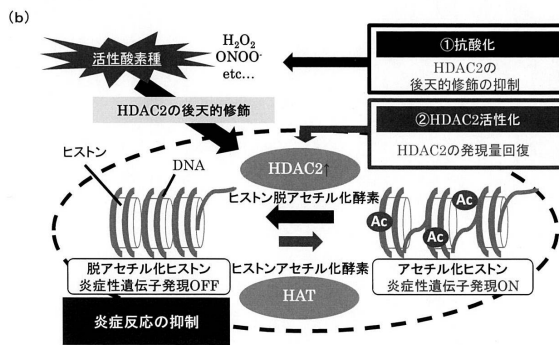 (b)
活性酸素種
H₂O₂
ONOO⁻
etc…
①抗酸化
HDAC2の
後天的修飾の抑制
HDAC2の後天的修飾
②HDAC2活性化
HDAC2の発現量回復
ヒストン
DNA
HDAC2↑
ヒストン脱アセチル化酵素
Ac
Ac
Ac
脱アセチル化ヒストン
炎症性遺伝子発現OFF
ヒストンアセチル化酵素
HAT
アセチル化ヒストン
炎症性遺伝子発現ON
炎症反応の抑制